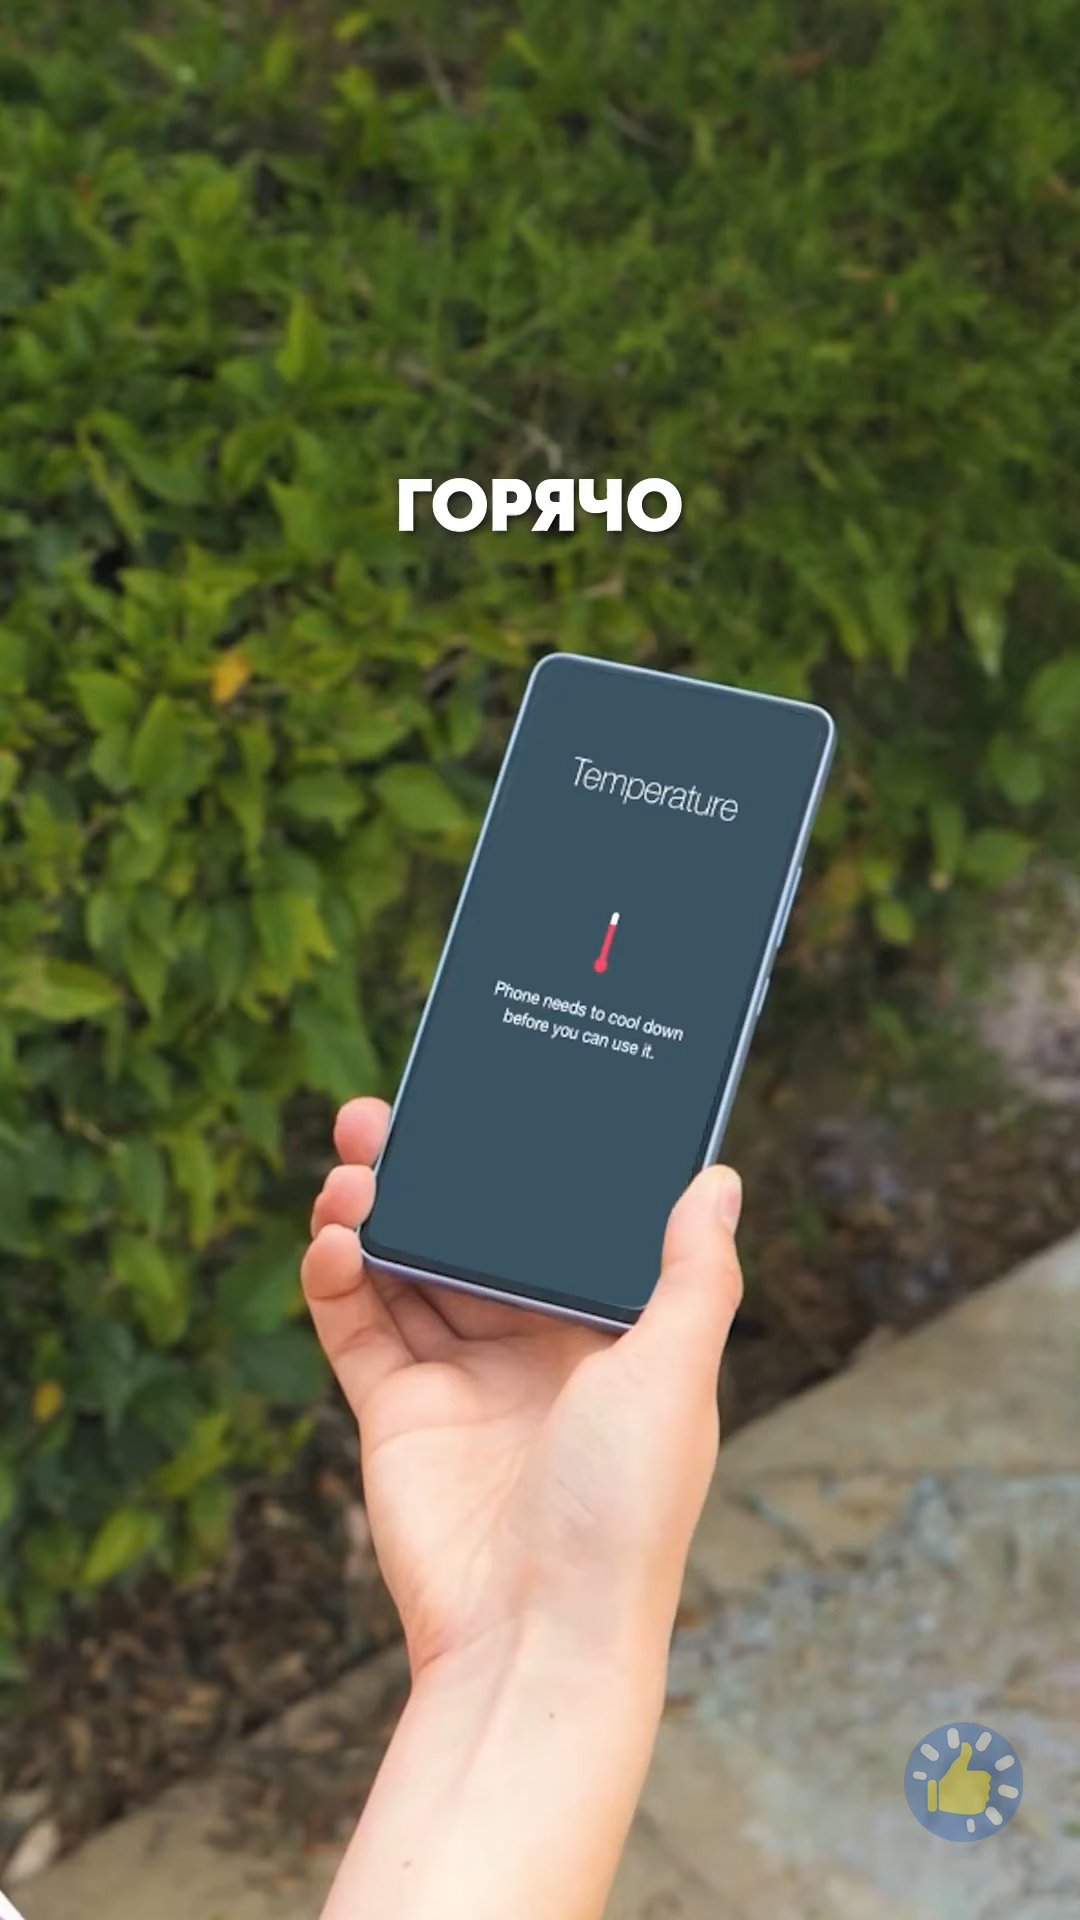 ГОРЯЧО
Temperature
Phone needs to cool down
before you can use it.